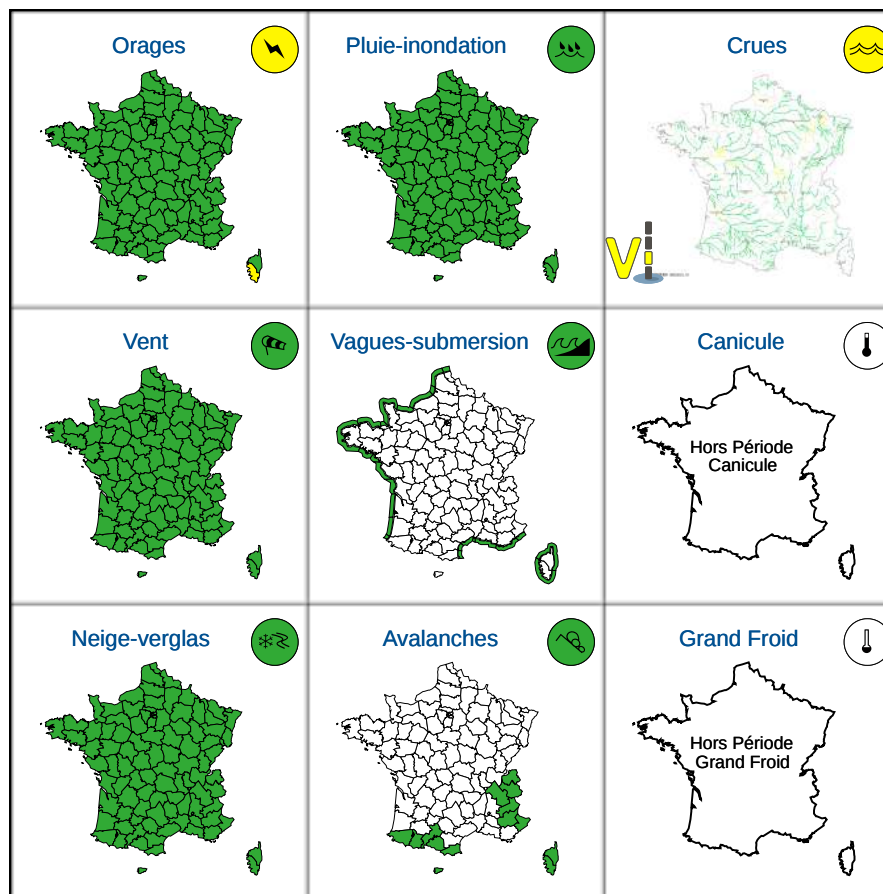 Orages
Pluie-inondation
Crues
Vi
Vent
Vagues-submersion
Canicule
Hors Période
Canicule
Neige-verglas
Avalanches
Grand Froid
Hors Période
Grand Froid